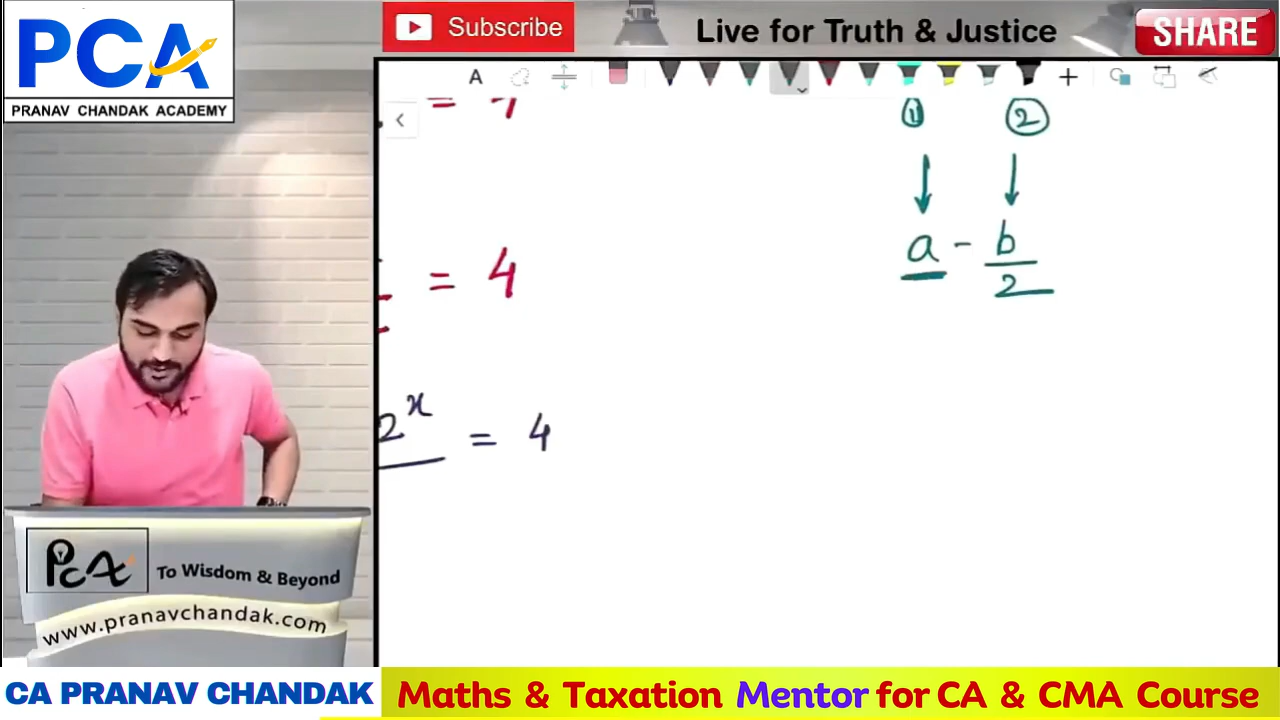 PCA
PRANAV CHANDAK ACADEMY
Subscribe
Live for Truth & Justice
SHARE
A
= 4
① ②
a - b/2
= 4
2^x = 4
PCA
To Wisdom & Beyond
www.pranavchandak.com
CA PRANAV CHANDAK
Maths & Taxation Mentor for CA & CMA Course